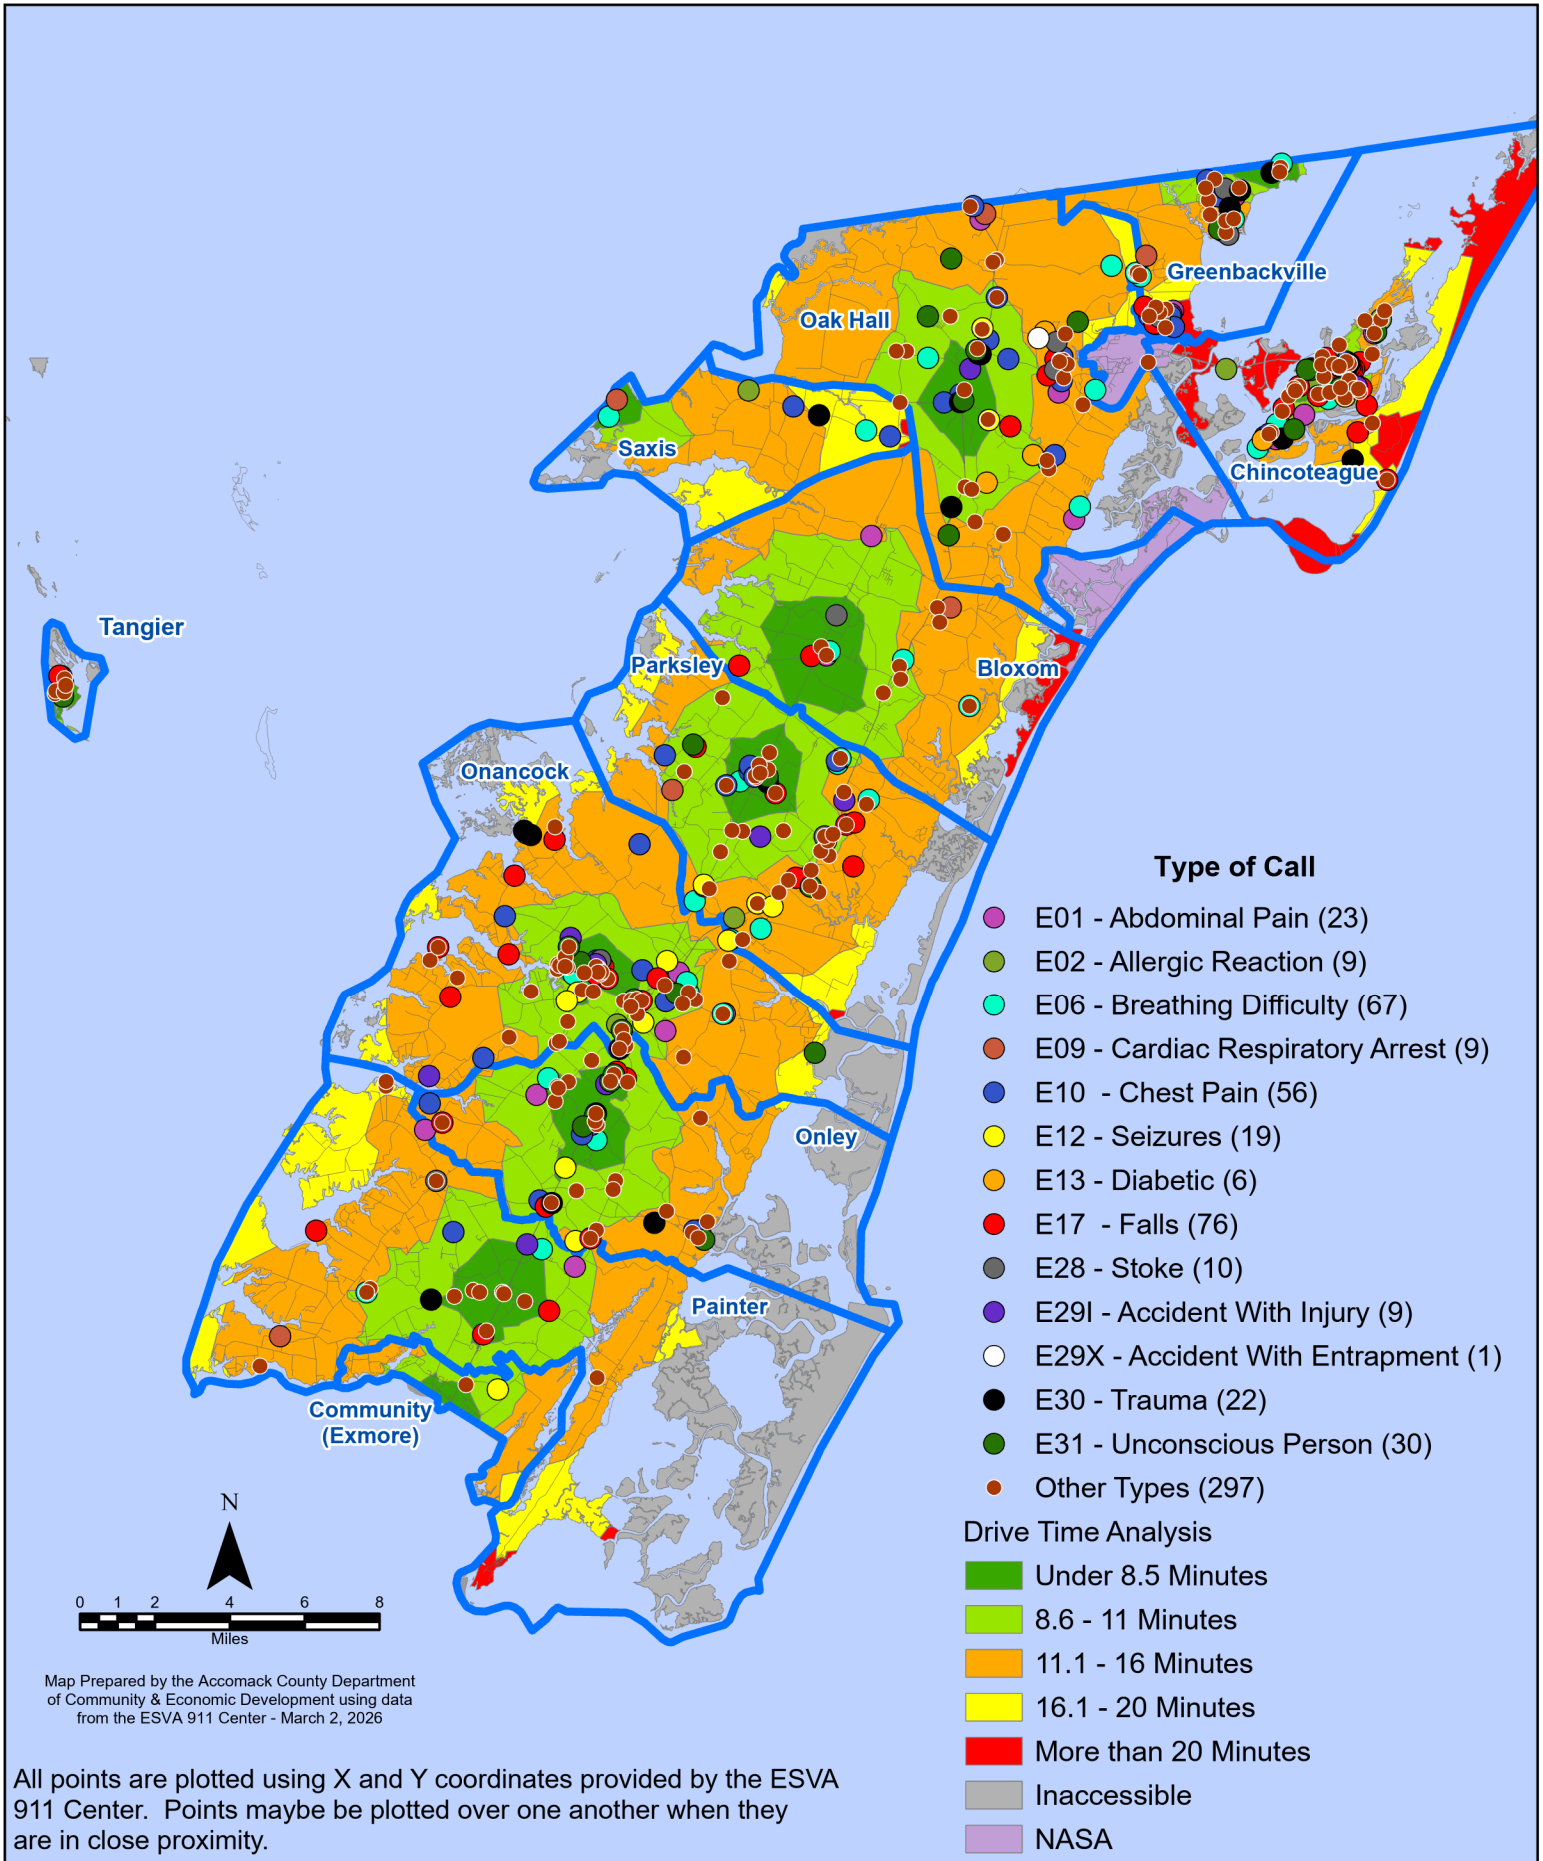 Greenbackville
Oak Hall
Saxis
Chincoteague
Tangier
Parksley
Bloxom
Onancock
Onley
Painter
Community
(Exmore)
Type of Call
E01 - Abdominal Pain (23)
E02 - Allergic Reaction (9)
E06 - Breathing Difficulty (67)
E09 - Cardiac Respiratory Arrest (9)
E10 - Chest Pain (56)
E12 - Seizures (19)
E13 - Diabetic (6)
E17 - Falls (76)
E28 - Stoke (10)
E29I - Accident With Injury (9)
E29X - Accident With Entrapment (1)
E30 - Trauma (22)
E31 - Unconscious Person (30)
Other Types (297)
Drive Time Analysis
Under 8.5 Minutes
8.6 - 11 Minutes
11.1 - 16 Minutes
16.1 - 20 Minutes
More than 20 Minutes
Inaccessible
NASA
N
0 1 2 4 6 8
Miles
Map Prepared by the Accomack County Department
of Community & Economic Development using data
from the ESVA 911 Center - March 2, 2026
All points are plotted using X and Y coordinates provided by the ESVA
911 Center. Points maybe be plotted over one another when they
are in close proximity.